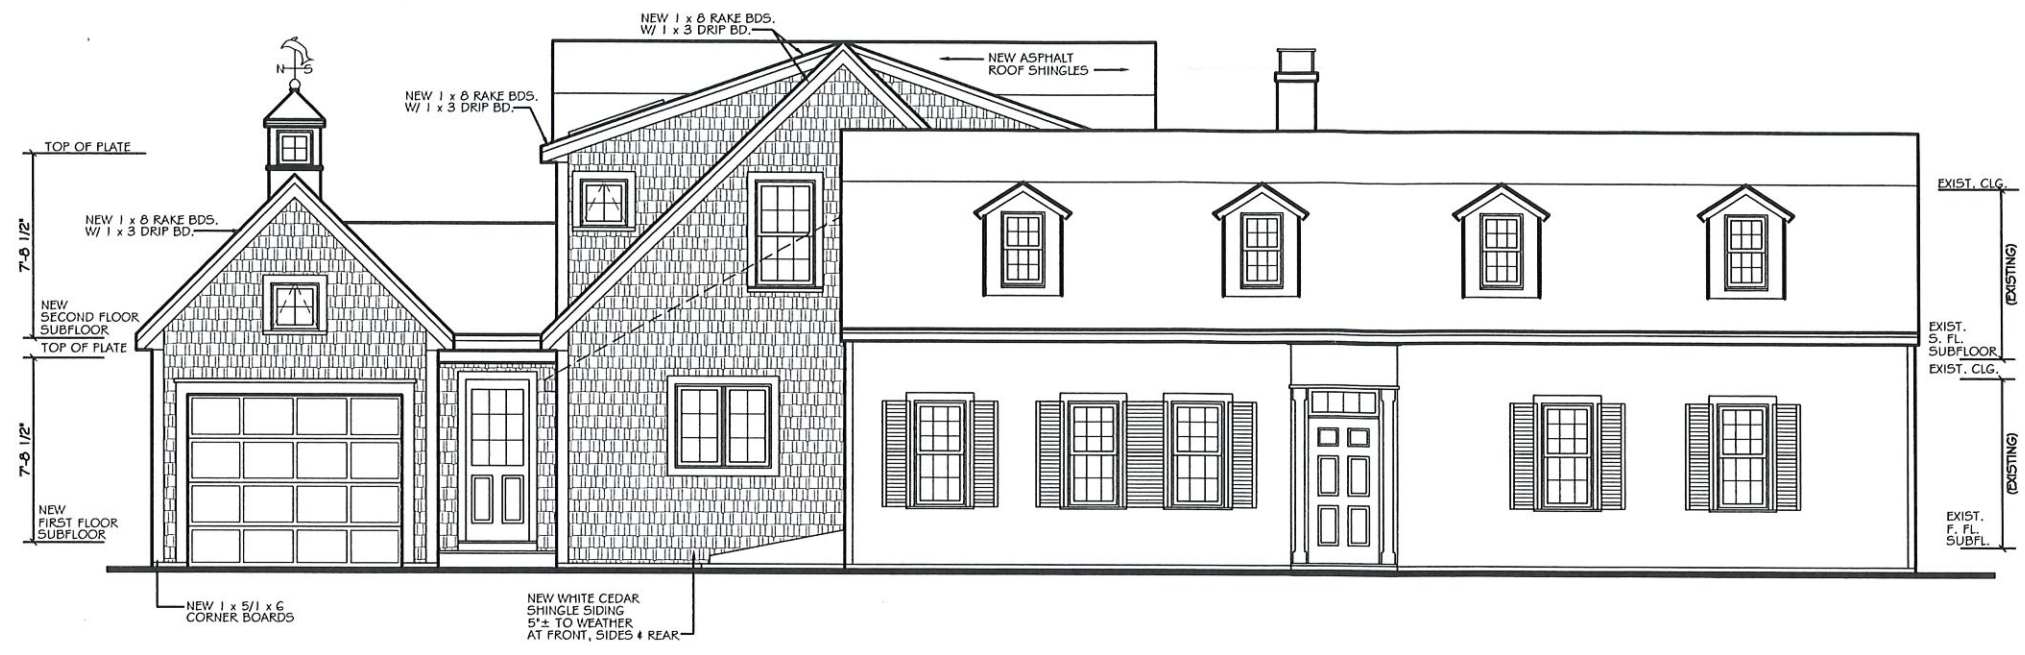 NEW 1 x 8 RAKE BDS.
W/ 1 x 3 DRIP BD.
NEW ASPHALT
ROOF SHINGLES
N S
NEW 1 x 8 RAKE BDS.
W/ 1 x 3 DRIP BD.
TOP OF PLATE
EXIST. CLG.
NEW 1 x 8 RAKE BDS.
W/ 1 x 3 DRIP BD.
7'-8 1/2"
(EXISTING)
NEW
SECOND FLOOR
SUBFLOOR
TOP OF PLATE
EXIST.
S. FL.
SUBFLOOR
EXIST. CLG.
7'-8 1/2"
(EXISTING)
NEW
FIRST FLOOR
SUBFLOOR
EXIST.
F. FL.
SUBFL.
NEW 1 x 5/1 x 6
CORNER BOARDS
NEW WHITE CEDAR
SHINGLE SIDING
5"± TO WEATHER
AT FRONT, SIDES & REAR